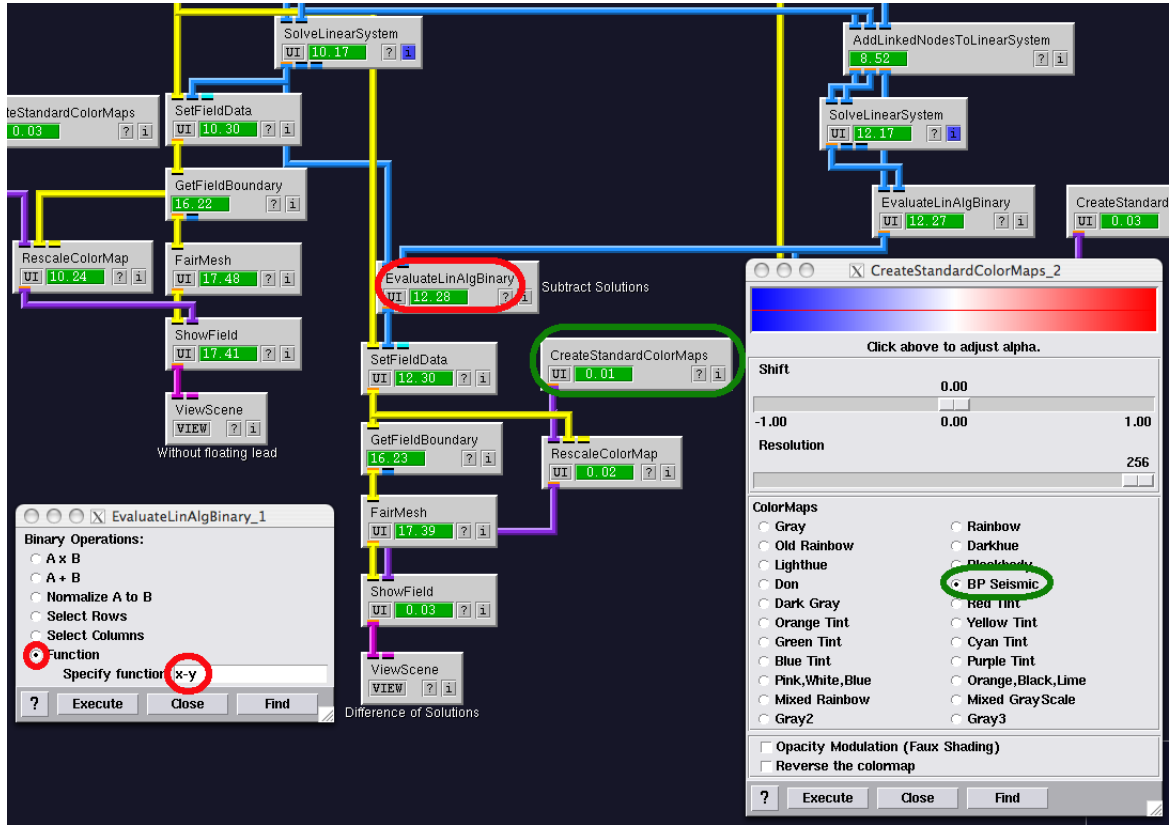 SolveLinearSystem
UI 10.17 ? i
AddLinkedNodesToLinearSystem
8.52 ? i
teStandardColorMaps
0.03 ? i
SetFieldData
UI 10.30 ? i
SolveLinearSystem
UI 12.17 ? i
GetFieldBoundary
16.22 ? i
EvaluateLinAlgBinary
UI 12.27 ? i
CreateStandard
UI 0.03
RescaleColorMap
UI 10.24 ? i
FairMesh
UI 17.48 ? i
EvaluateLinAlgBinary
UI 12.28 ? i
Subtract Solutions
ShowField
UI 17.41 ? i
SetFieldData
UI 12.30 ? i
CreateStandardColorMaps
UI 0.01 ? i
ViewScene
VIEW ? i
Without floating lead
GetFieldBoundary
16.23 ? i
RescaleColorMap
UI 0.02 ? i
FairMesh
UI 17.39 ? i
ShowField
UI 0.03 ? i
ViewScene
VIEW ? i
Difference of Solutions
X EvaluateLinAlgBinary_1
Binary Operations:
A x B
A + B
Normalize A to B
Select Rows
Select Columns
Function
Specify function x-y
? Execute Close Find
X CreateStandardColorMaps_2
Click above to adjust alpha.
Shift
0.00
-1.00 0.00 1.00
Resolution
256
ColorMaps
Gray Rainbow
Old Rainbow Darkhue
Lighthue Blackbody
Don BP Seismic
Dark Gray Red Tint
Orange Tint Yellow Tint
Green Tint Cyan Tint
Blue Tint Purple Tint
Pink,White,Blue Orange,Black,Lime
Mixed Rainbow Mixed GrayScale
Gray2 Gray3
Opacity Modulation (Faux Shading)
Reverse the colormap
? Execute Close Find